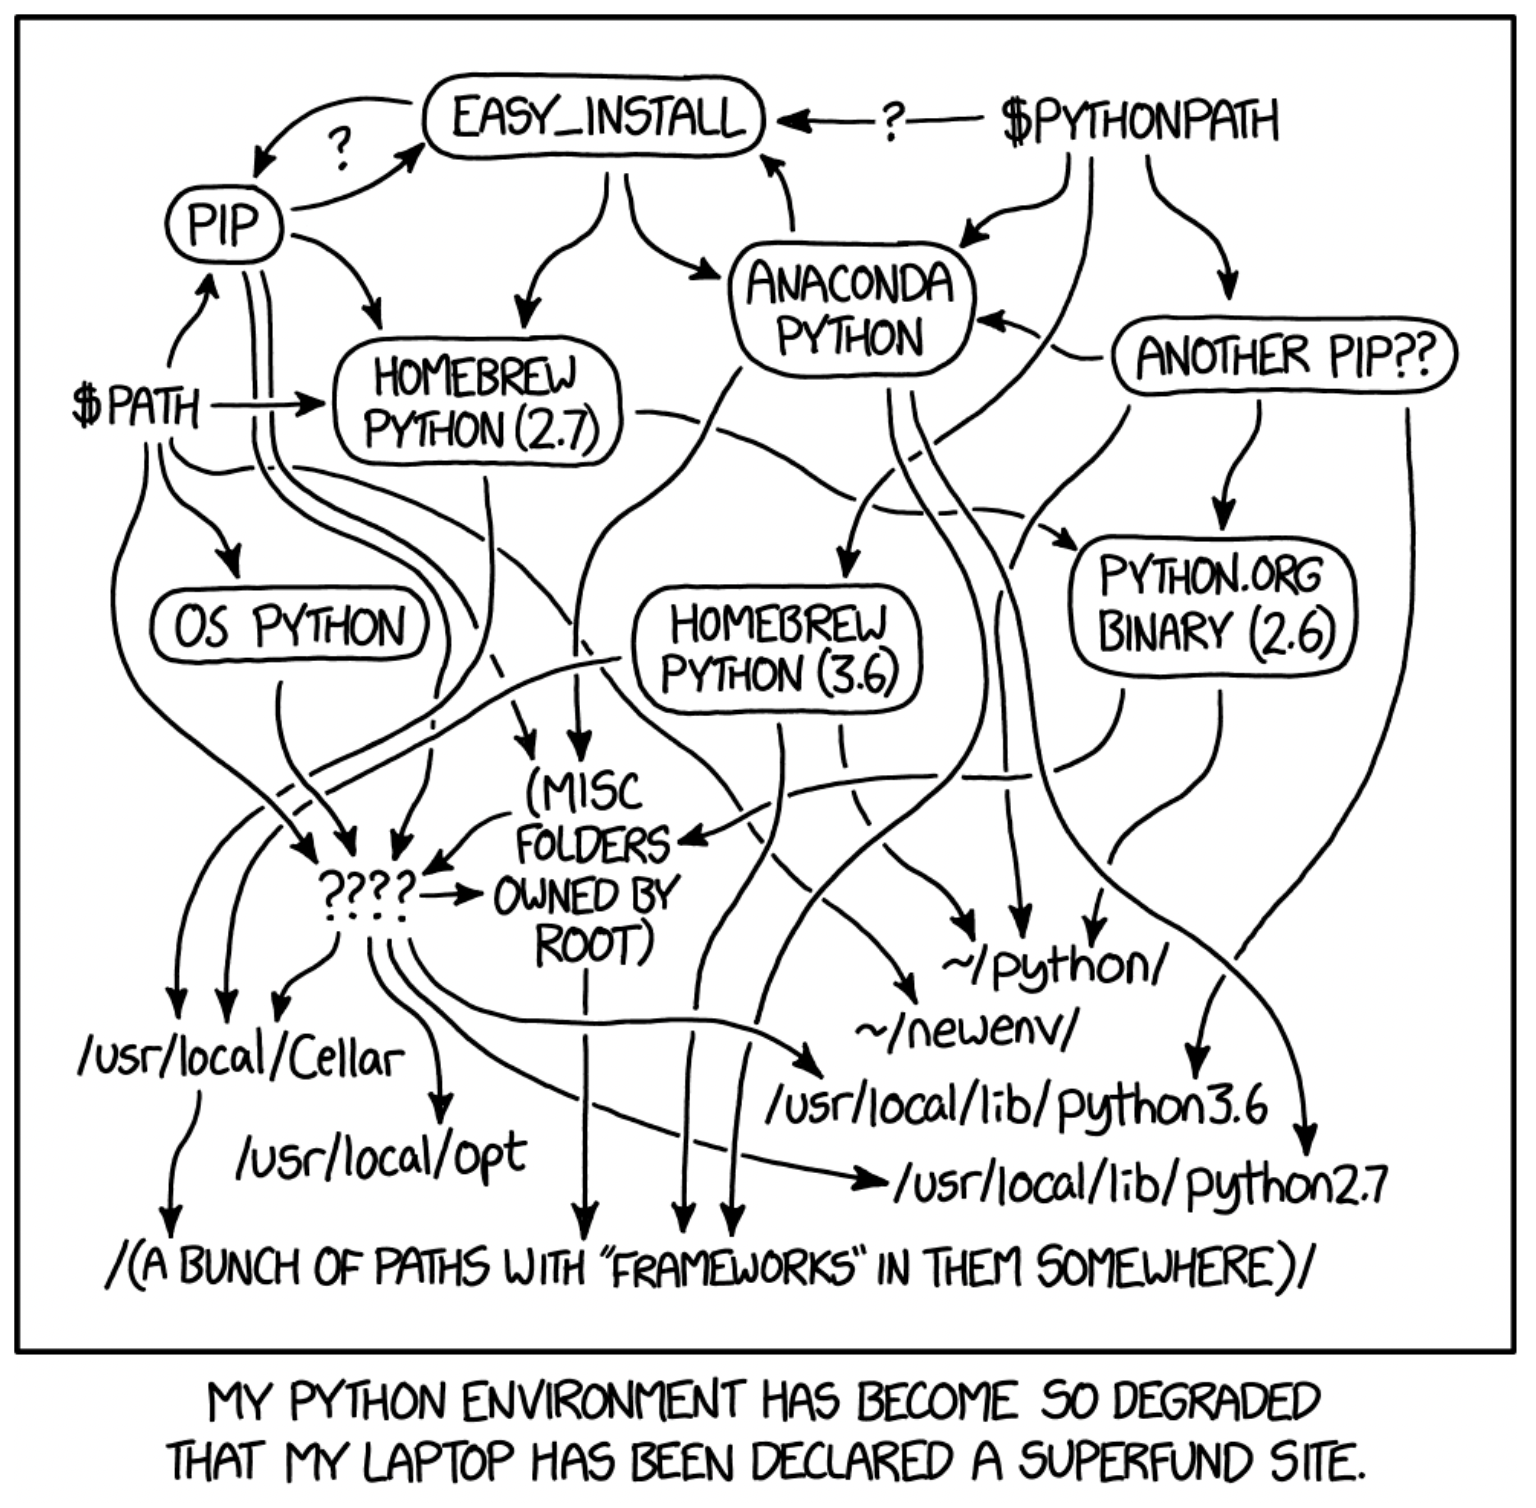 EASY_INSTALL
?
$PYTHONPATH
?
PIP
ANACONDA
PYTHON
ANOTHER PIP??
HOMEBREW
PYTHON (2.7)
$PATH
OS PYTHON
HOMEBREW
PYTHON (3.6)
PYTHON.ORG
BINARY (2.6)
(MISC
FOLDERS
OWNED BY
ROOT)
????
~/python/
~/newenv/
/usr/local/Cellar
/usr/local/lib/python3.6
/usr/local/opt
/usr/local/lib/python2.7
/(A BUNCH OF PATHS WITH "FRAMEWORKS" IN THEM SOMEWHERE)/
MY PYTHON ENVIRONMENT HAS BECOME SO DEGRADED
THAT MY LAPTOP HAS BEEN DECLARED A SUPERFUND SITE.